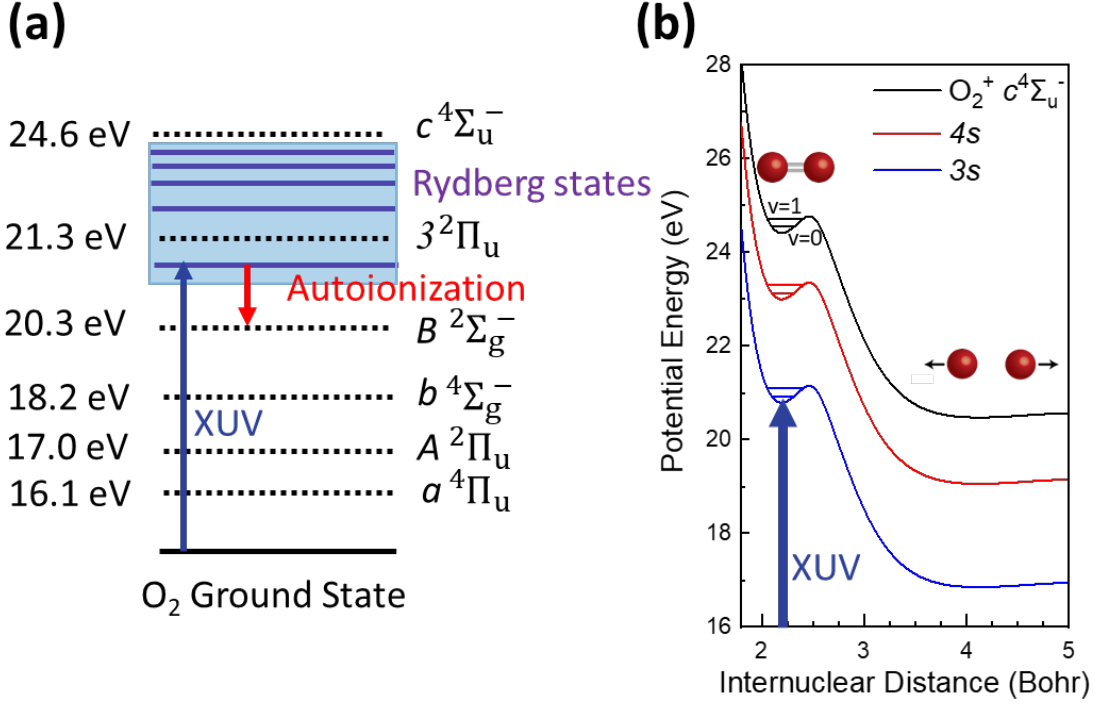 (a)
24.6 eV
c ⁴Σᵤ⁻
Rydberg states
21.3 eV
3 ²Πᵤ
Autoionization
20.3 eV
B ²Σg⁻
18.2 eV
b ⁴Σg⁻
XUV
17.0 eV
A ²Πᵤ
16.1 eV
a ⁴Πᵤ
O₂ Ground State
(b)
28
26
24
22
20
18
16
Potential Energy (eV)
O₂⁺ c⁴Σᵤ⁻
4s
3s
v=1
v=0
XUV
2
3
4
5
Internuclear Distance (Bohr)